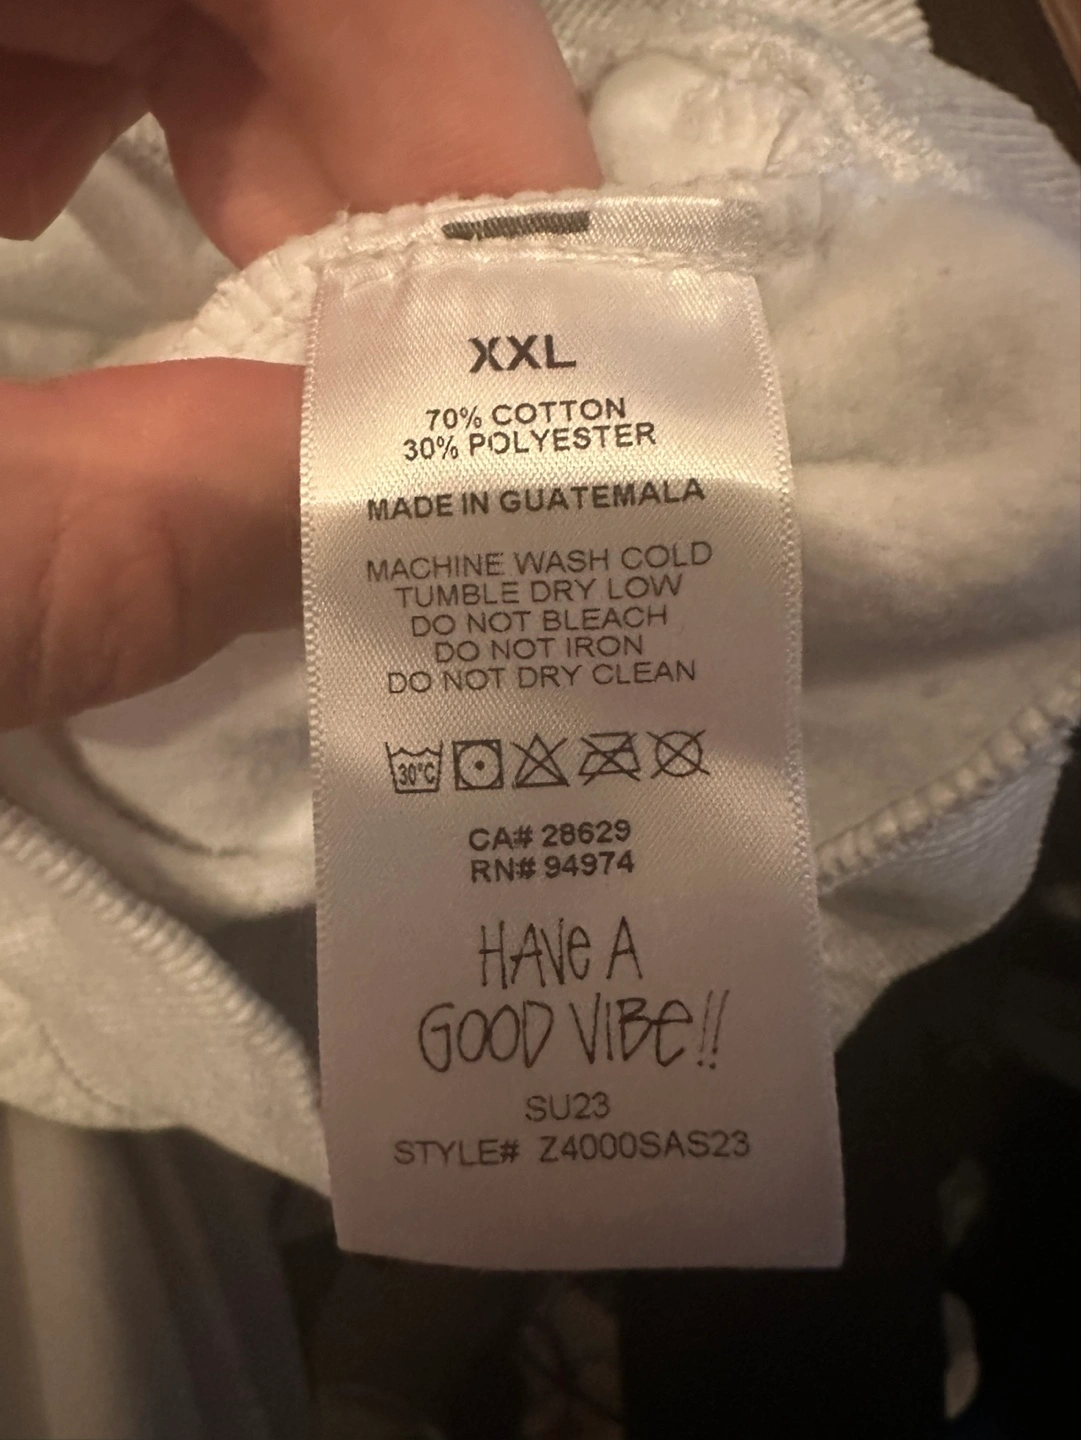 XXL
70% COTTON
30% POLYESTER
MADE IN GUATEMALA
MACHINE WASH COLD
TUMBLE DRY LOW
DO NOT BLEACH
DO NOT IRON
DO NOT DRY CLEAN
30°C
CA# 28629
RN# 94974
HAVe A
GOOD VIBe!!
SU23
STYLE# Z4000SAS23